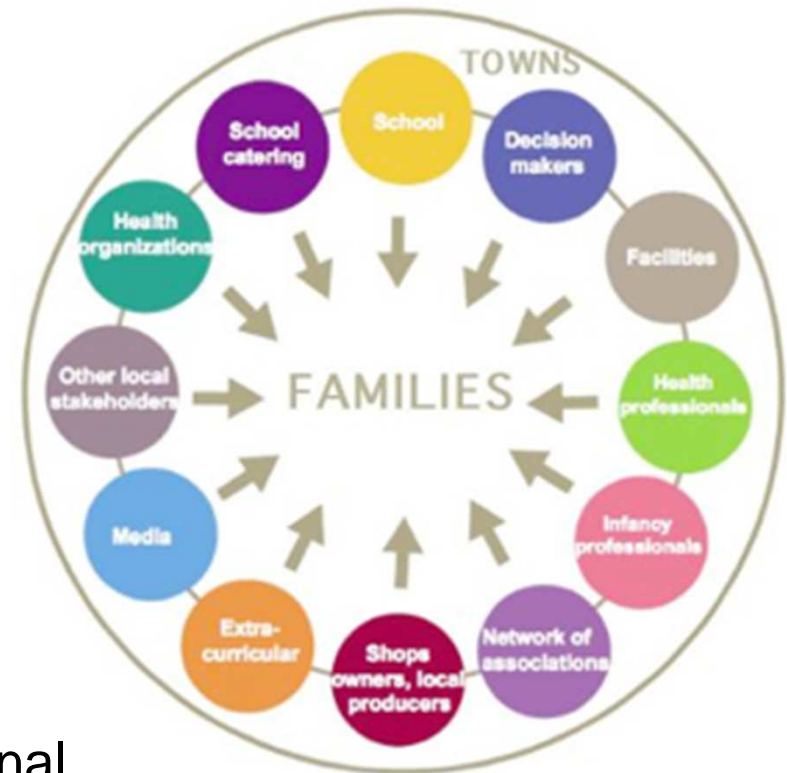 TOWNS
School
School
catering
Decision
makers
Health
organizations
Facilities
Other local
stakeholders
FAMILIES
Health
professionals
Media
Infancy
professionals
Extra-
curricular
Shops
owners, local
producers
Network of
associations
nal